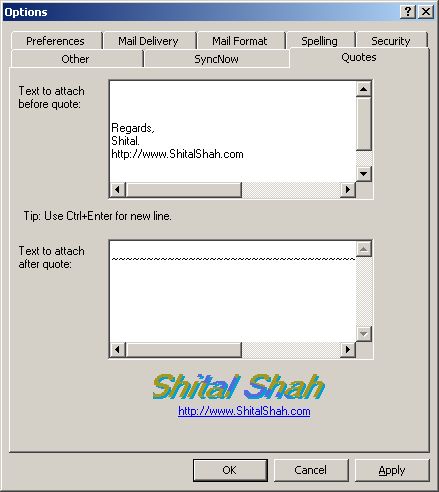 Options
Preferences Mail Delivery Mail Format Spelling Security
Other SyncNow Quotes
Text to attach
before quote:
Regards,
Shital.
http://www.ShitalShah.com
Tip: Use Ctrl+Enter for new line.
Text to attach
after quote:
~~~~~~~~~~~~~~~~~~~~~~~~~~~~~~~~~~~
Shital Shah
http://www.ShitalShah.com
OK Cancel Apply